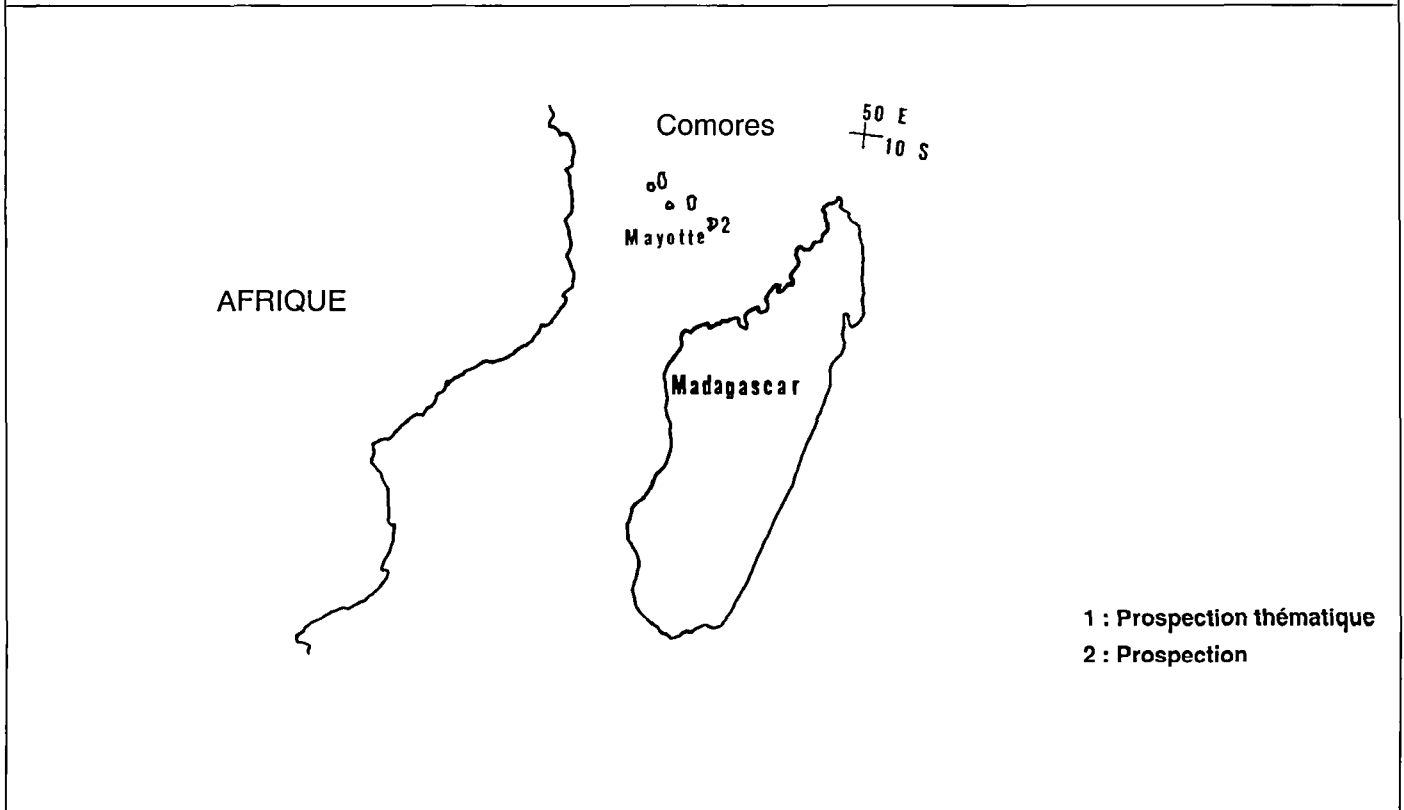 50 E
Comores
10 S
2
Mayotte
AFRIQUE
Madagascar
1 : Prospection thématique
2 : Prospection